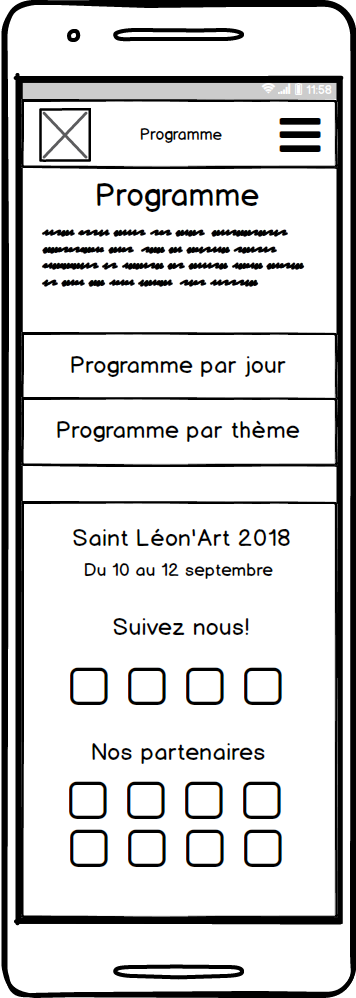 11:58
Programme
Programme
Programme par jour
Programme par thème
Saint Léon'Art 2018
Du 10 au 12 septembre
Suivez nous!
Nos partenaires